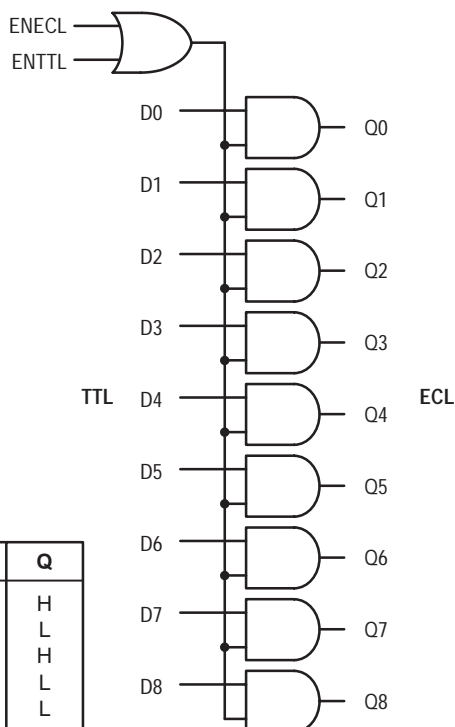 ENECL
ENTTL
D0
Q0
D1
Q1
D2
Q2
D3
Q3
TTL
D4
Q4
ECL
D5
Q5
D6
Q6
D7
Q7
D8
Q8
Q
H
L
H
L
L